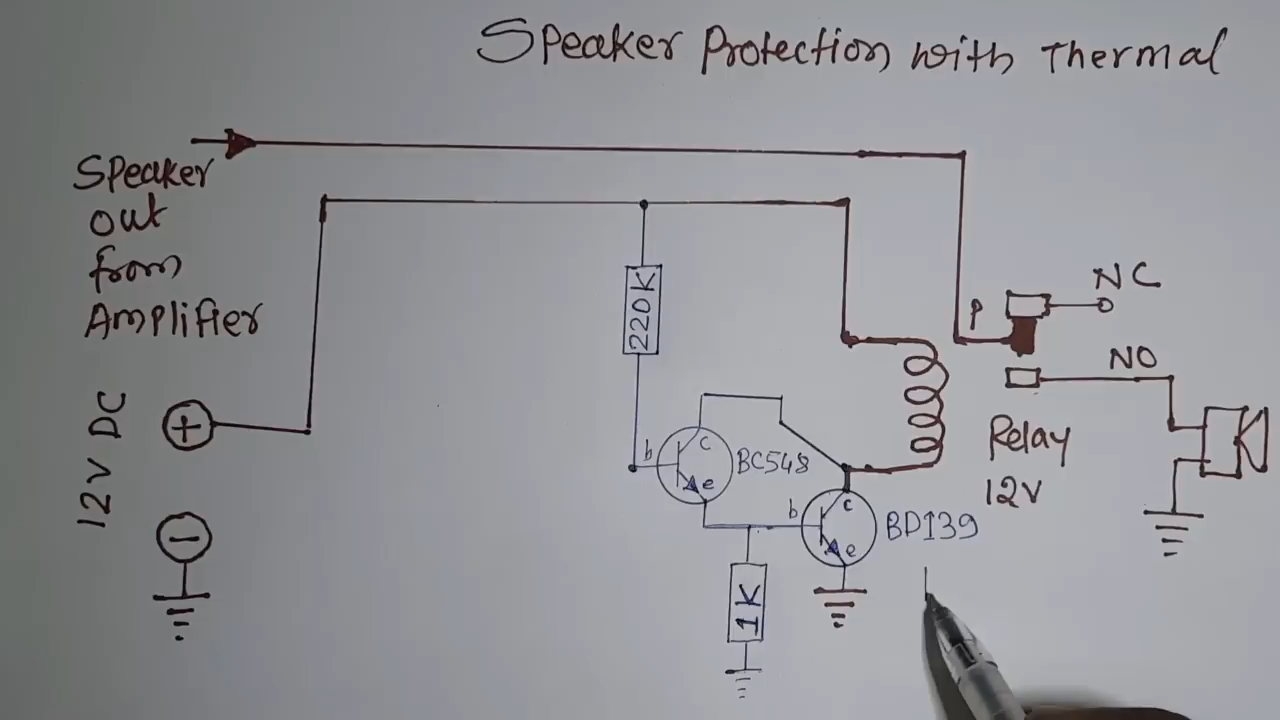 Speaker Protection with Thermal
Speaker
out
from
Amplifier
12V DC
+
−
220K
b
c
e
BC548
1K
b
c
e
BD139
P
NC
NO
Relay
12V